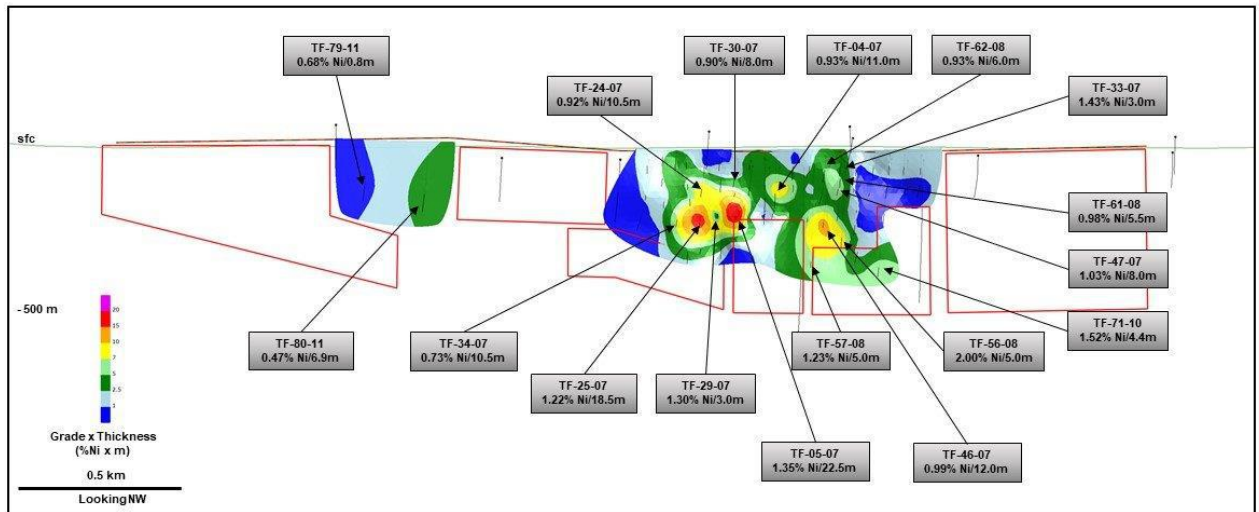 TF-79-11
0.68% Ni/0.8m
TF-30-07
0.90% Ni/8.0m
TF-04-07
0.93% Ni/11.0m
TF-62-08
0.93% Ni/6.0m
TF-24-07
0.92% Ni/10.5m
TF-33-07
1.43% Ni/3.0m
sfc
TF-61-08
0.98% Ni/5.5m
TF-47-07
1.03% Ni/8.0m
- 500 m
TF-71-10
1.52% Ni/4.4m
TF-80-11
0.47% Ni/6.9m
TF-34-07
0.73% Ni/10.5m
TF-57-08
1.23% Ni/5.0m
TF-56-08
2.00% Ni/5.0m
TF-25-07
1.22% Ni/18.5m
TF-29-07
1.30% Ni/3.0m
TF-05-07
1.35% Ni/22.5m
TF-46-07
0.99% Ni/12.0m
20
15
10
7
5
2.5
1
Grade x Thickness
(%Ni x m)
0.5 km
Looking NW